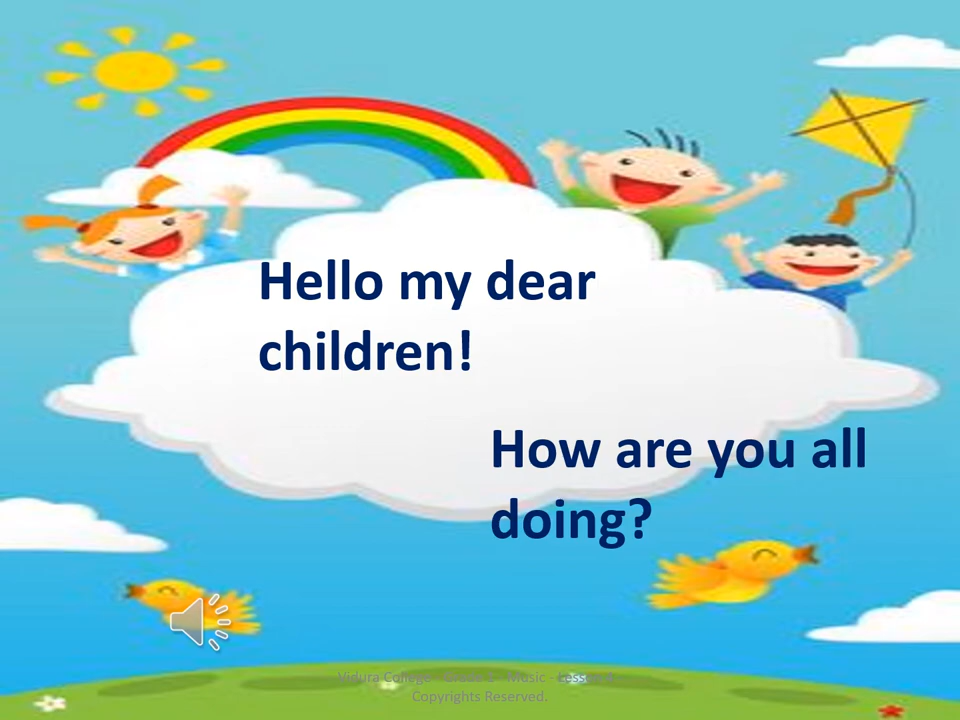 Hello my dear
children!
How are you all
doing?
Vidura College - Grade - Music - Lesson
Copyrights Reserved.